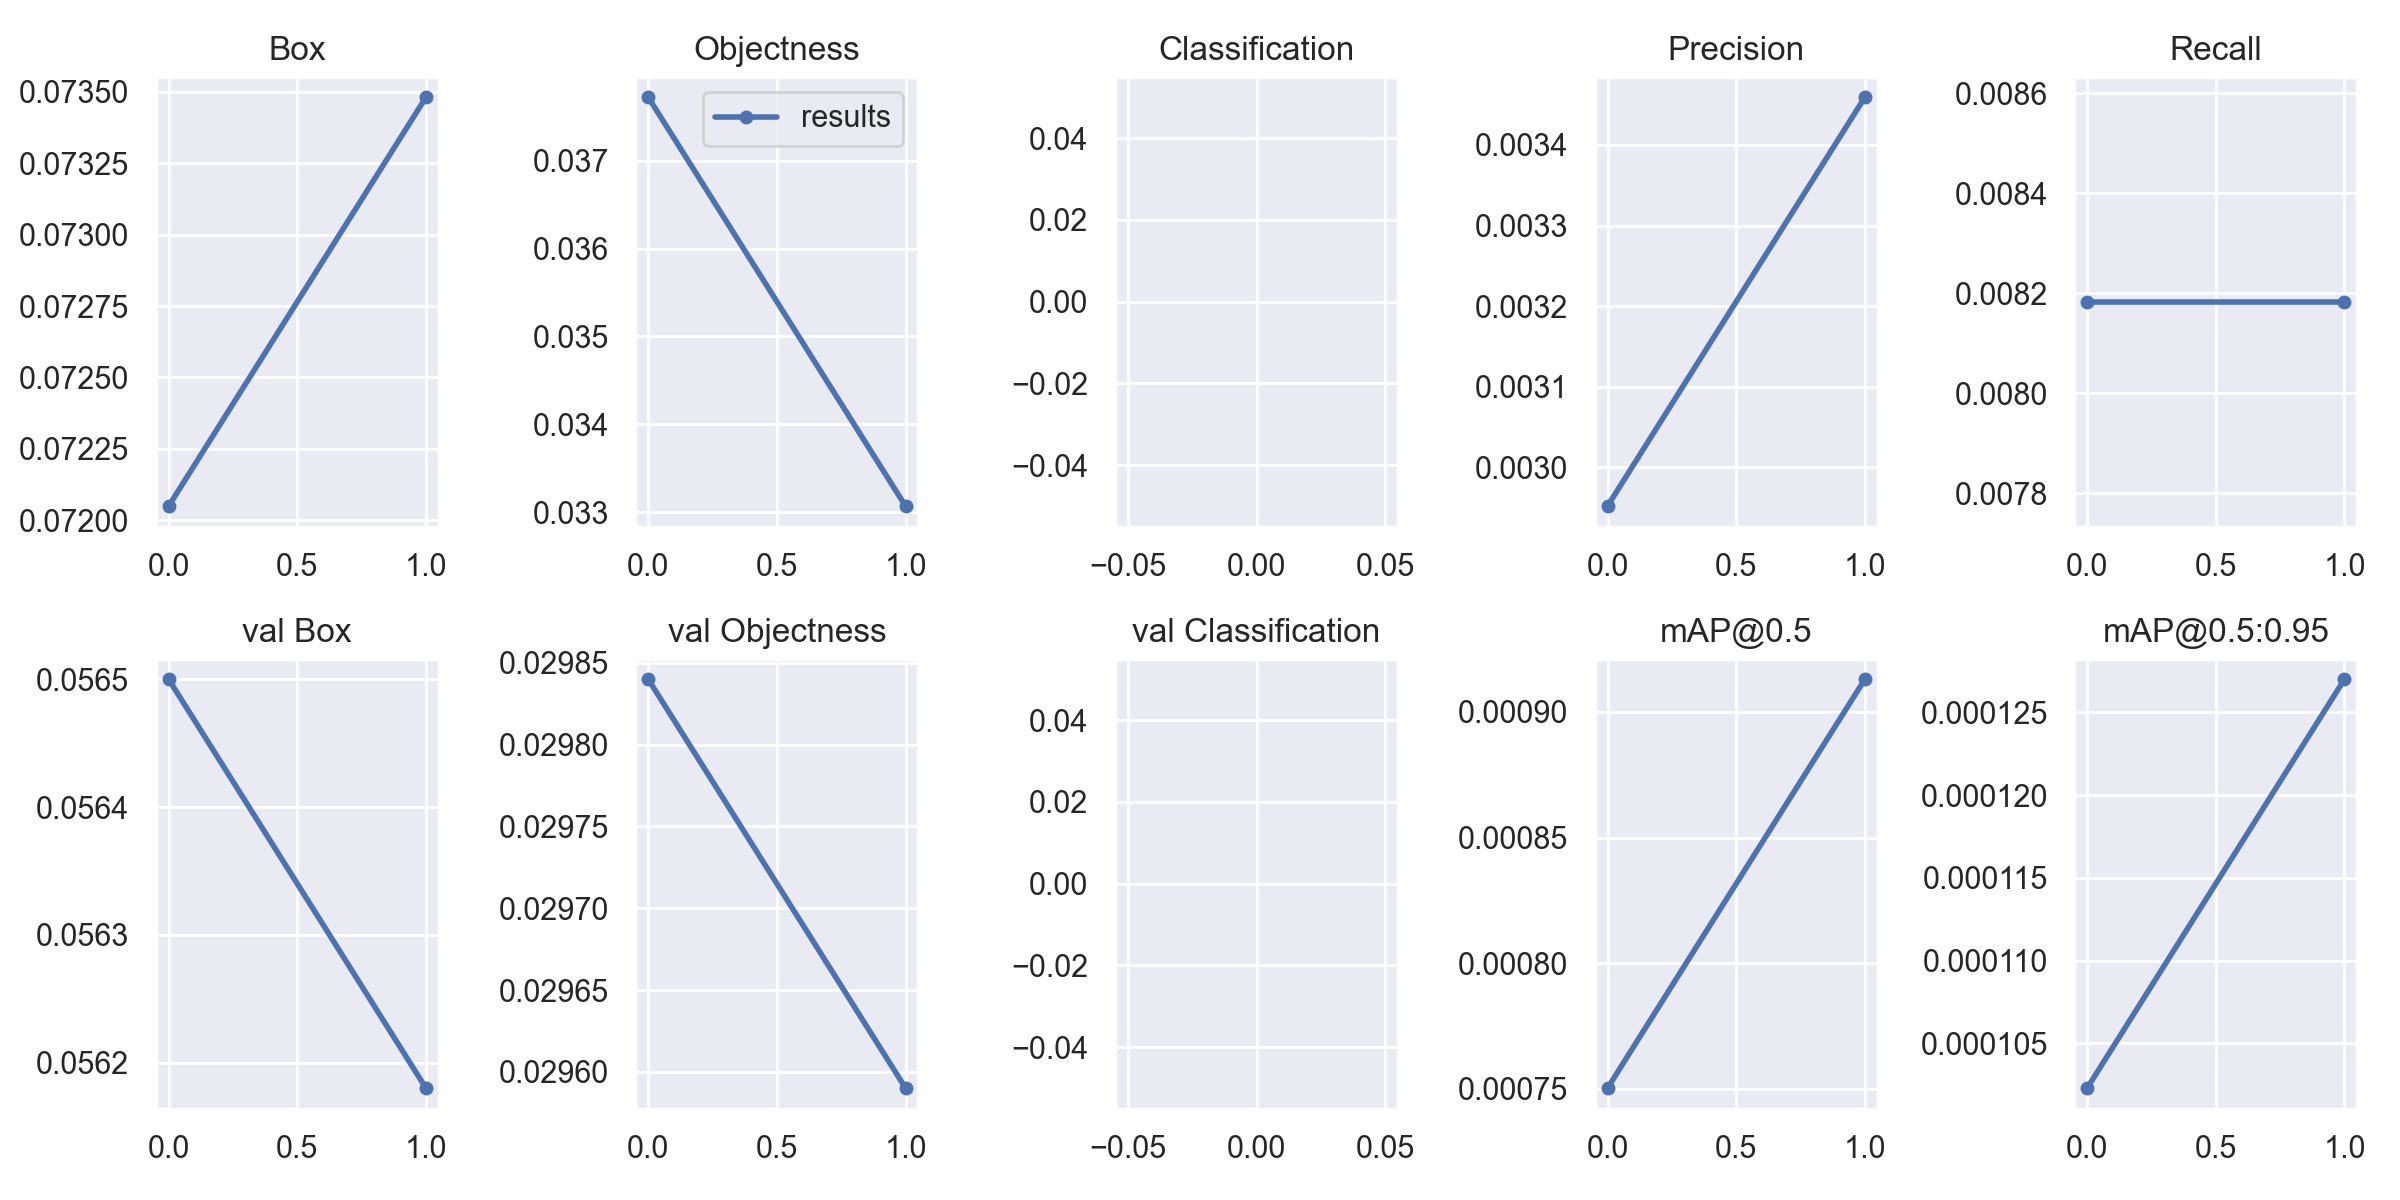 Box
0.07350
0.07325
0.07300
0.07275
0.07250
0.07225
0.07200
0.0 0.5 1.0
Objectness
results
0.037
0.036
0.035
0.034
0.033
0.0 0.5 1.0
Classification
0.04
0.02
0.00
−0.02
−0.04
−0.05 0.00 0.05
Precision
0.0034
0.0033
0.0032
0.0031
0.0030
0.0 0.5 1.0
Recall
0.0086
0.0084
0.0082
0.0080
0.0078
0.0 0.5 1.0
val Box
0.0565
0.0564
0.0563
0.0562
0.0 0.5 1.0
val Objectness
0.02985
0.02980
0.02975
0.02970
0.02965
0.02960
0.0 0.5 1.0
val Classification
0.04
0.02
0.00
−0.02
−0.04
−0.05 0.00 0.05
mAP@0.5
0.00090
0.00085
0.00080
0.00075
0.0 0.5 1.0
mAP@0.5:0.95
0.000125
0.000120
0.000115
0.000110
0.000105
0.0 0.5 1.0